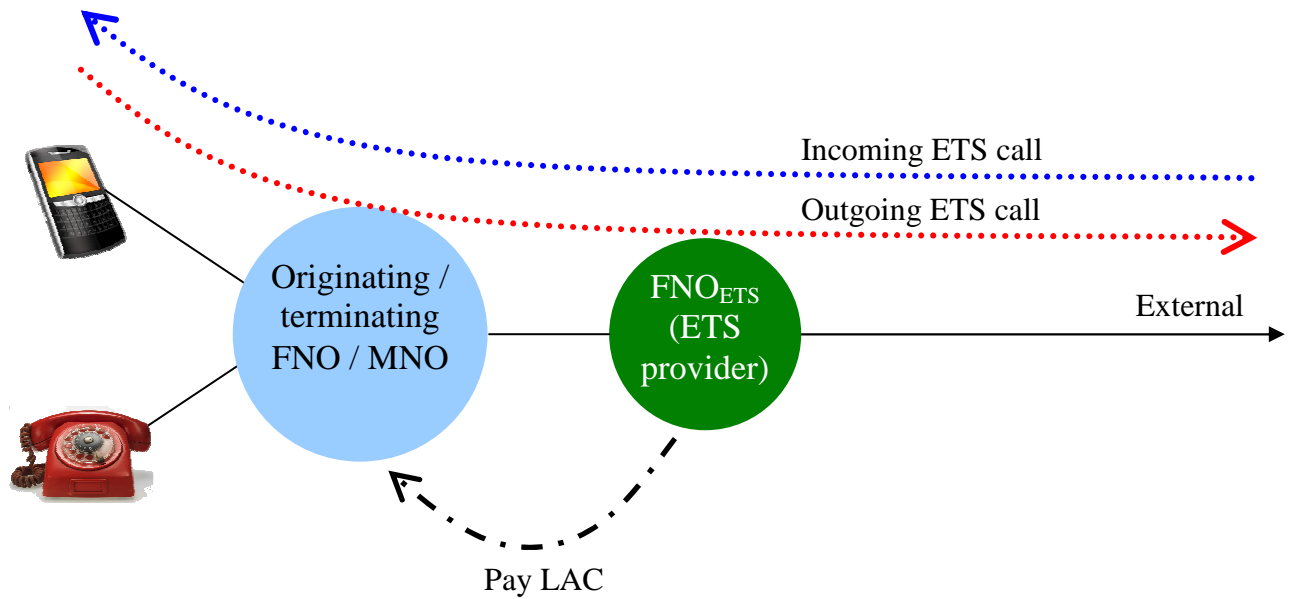 Incoming ETS call
Outgoing ETS call
Originating /
terminating
FNO / MNO
FNOETS
(ETS
provider)
External
Pay LAC